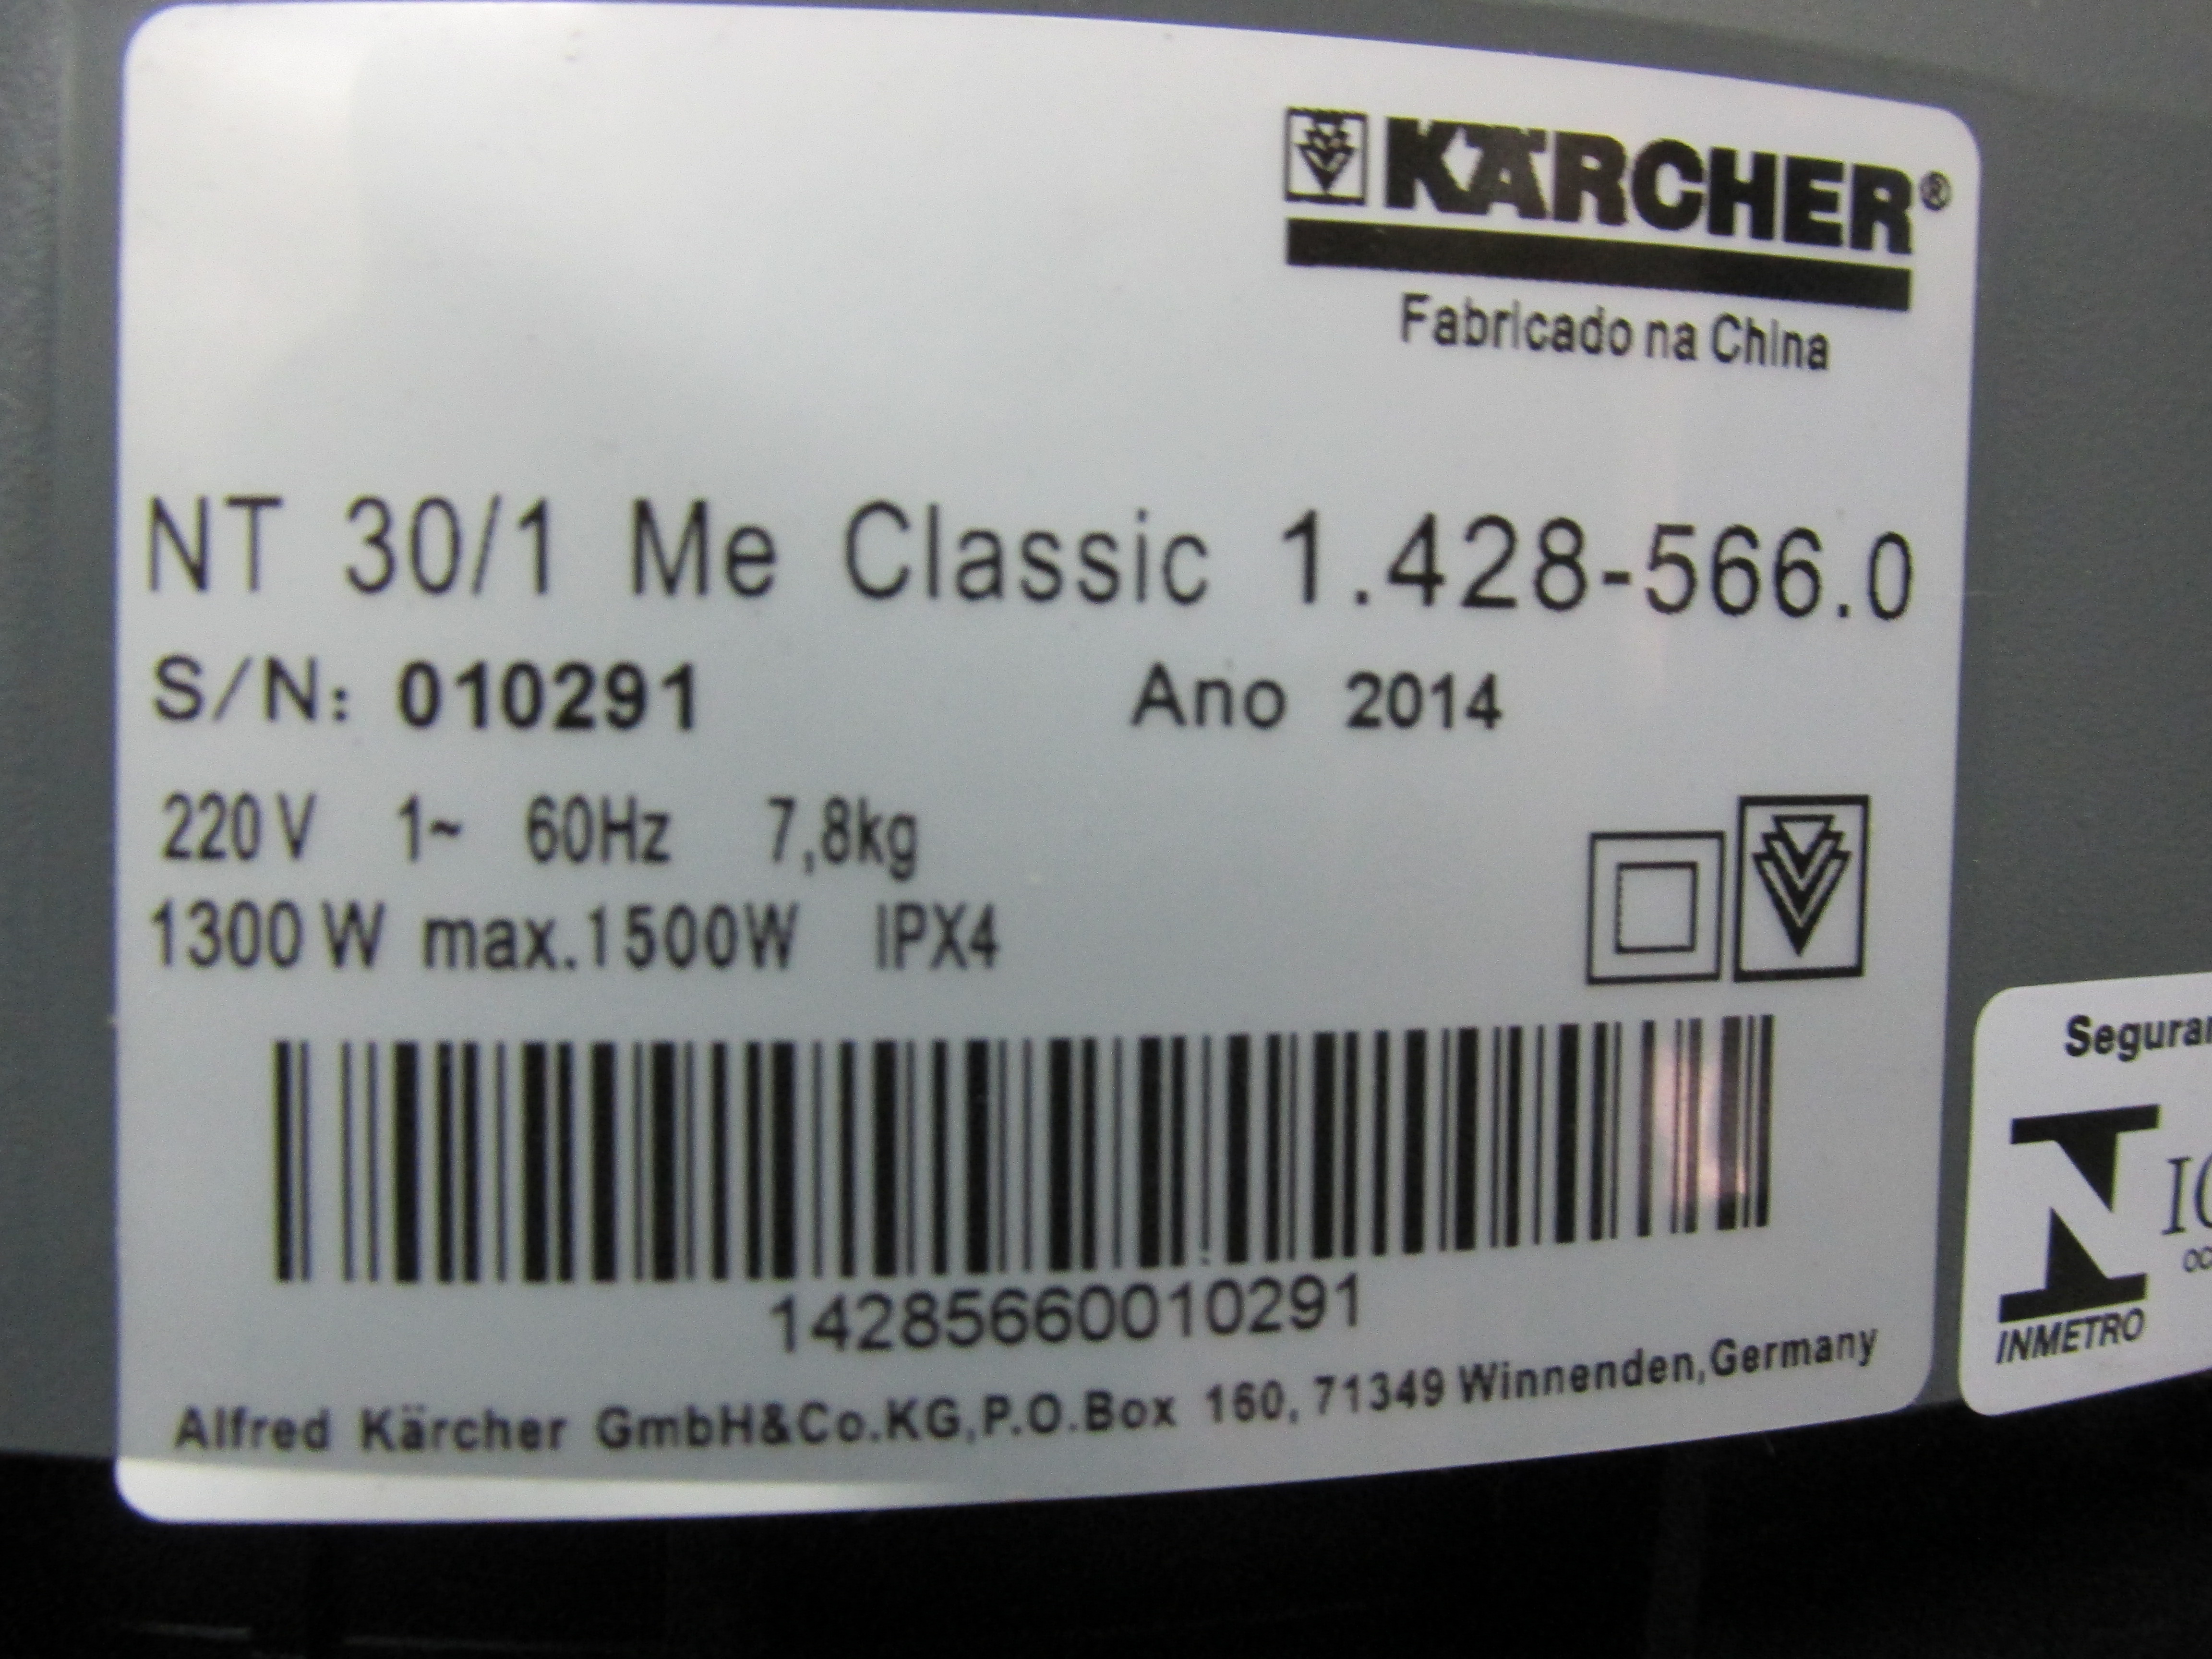 KÄRCHER®
Fabricado na China
NT 30/1 Me Classic 1.428-566.0
S/N: 010291 Ano 2014
220V 1~ 60Hz 7,8kg
1300 W max.1500W IPX4
14285660010291
Alfred Kärcher GmbH&Co.KG,P.O.Box 160, 71349 Winnenden,Germany
INMETRO